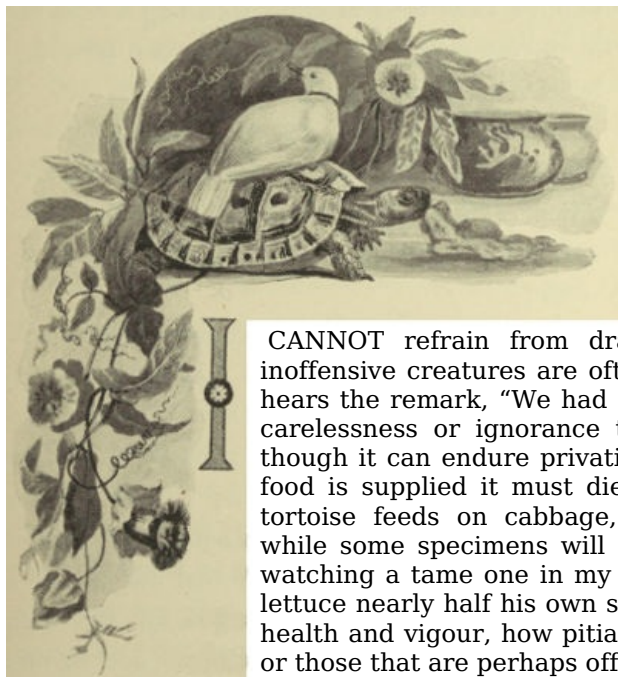 I CANNOT refrain from dra
inoffensive creatures are oft
hears the remark, “We had
carelessness or ignorance t
though it can endure privati
food is supplied it must die
tortoise feeds on cabbage,
while some specimens will
watching a tame one in my
lettuce nearly half his own s
health and vigour, how pitia
or those that are perhaps off